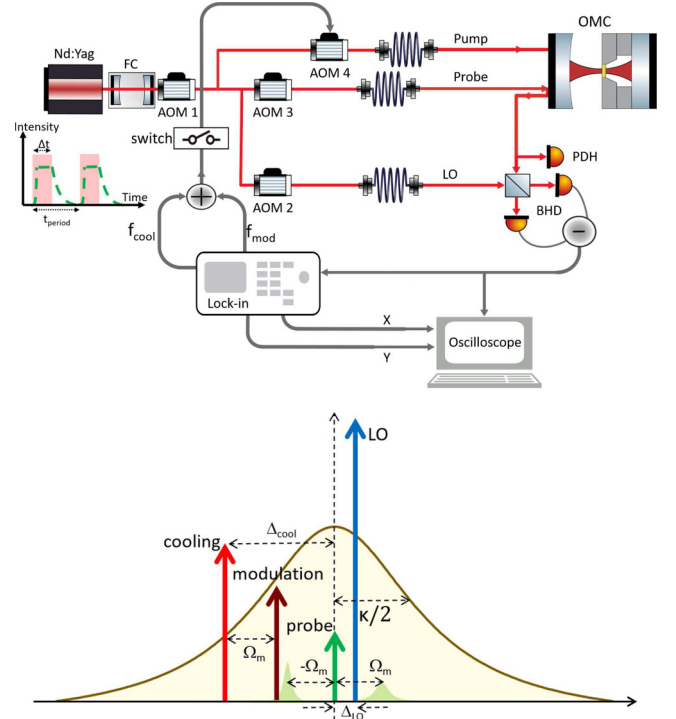 Nd:Yag
FC
AOM 1
AOM 4
Pump
OMC
Probe
AOM 3
Intensity
Δt
Time
t_period
switch
AOM 2
LO
PDH
BHD
f_cool
f_mod
Lock-in
X
Y
Oscilloscope
LO
Δ_cool
cooling
modulation
κ/2
probe
Ω_m
-Ω_m
Ω_m
Δ_LO